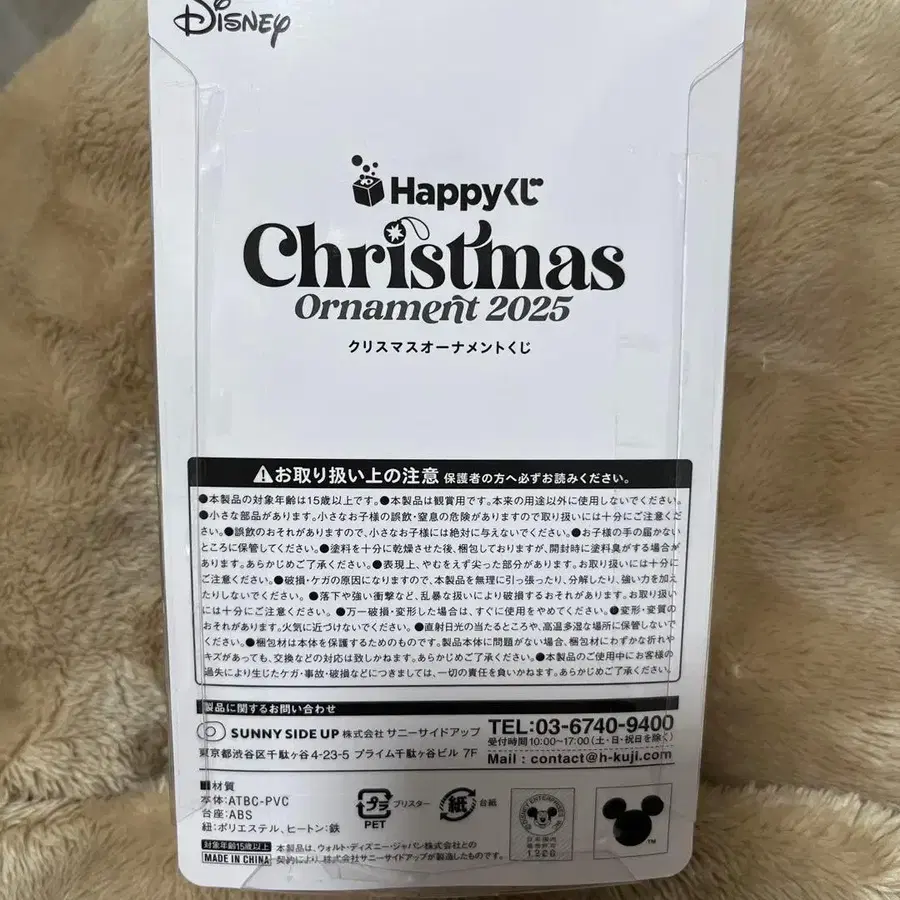 Disney
Happyくじ
Christmas
Ornament 2025
クリスマスオーナメントくじ
お取り扱い上の注意 保護者の方へ必ずお読みください。
●本製品の対象年齢は15歳以上です。●本製品は観賞用です。本来の用途以外に使用しないでください。
●小さな部品があります。小さなお子様の誤飲・窒息の危険がありますので取り扱いには十分にご注意くだ
さい。●誤飲のおそれがありますので、小さなお子様には絶対に与えないでください。●お子様の手の届かない
ところに保管してください。●塗料を十分に乾燥させた後、梱包しておりますが、開封時に塗料臭がする場合が
あります。あらかじめご了承ください。●表現上、やむをえず尖った部分があります。お取り扱いには十分に
ご注意ください。●破損・ケガの原因になりますので、本製品を無理に引っ張ったり、分解したり、強い力を加え
たりしないでください。●落下や強い衝撃など、乱暴な扱いにより破損するおそれがあります。お取り扱い
には十分にご注意ください。●万一破損・変形した場合は、すぐに使用をやめてください。●変形・変質の
おそれがあります。火気に近づけないでください。●直射日光の当たるところや、高温多湿な場所に保管しないで
ください。●梱包材は本体を保護するためのものです。製品本体に問題がない場合、梱包材にわずかな折れや
キズがあっても、交換などの対応は致しかねます。あらかじめご了承ください。●本製品のご使用中にお客様の
過失により生じたケガ・事故・破損などにつきましては、一切の責任を負いかねます。あらかじめご了承ください。
製品に関するお問い合わせ
SUNNY SIDE UP 株式会社 サニーサイドアップ
東京都渋谷区千駄ヶ谷4-23-5 プライム千駄ヶ谷ビル 7F
TEL:03-6740-9400
受付時間10:00~17:00(土・日・祝日を除く)
Mail : contact@h-kuji.com
材質
本体:ATBC-PVC
台座:ABS
紐:ポリエステル、ヒートン:鉄
プラ
PET
ブリスター
紙
台紙
対象年齢15歳以上
MADE IN CHINA
本製品は、ウォルト・ディズニー・ジャパン株式会社との
契約により、株式会社サニーサイドアップが製造したものです。
DISNEY ENTERPRISES INC.
日本国内
販売許諾
1206
TM